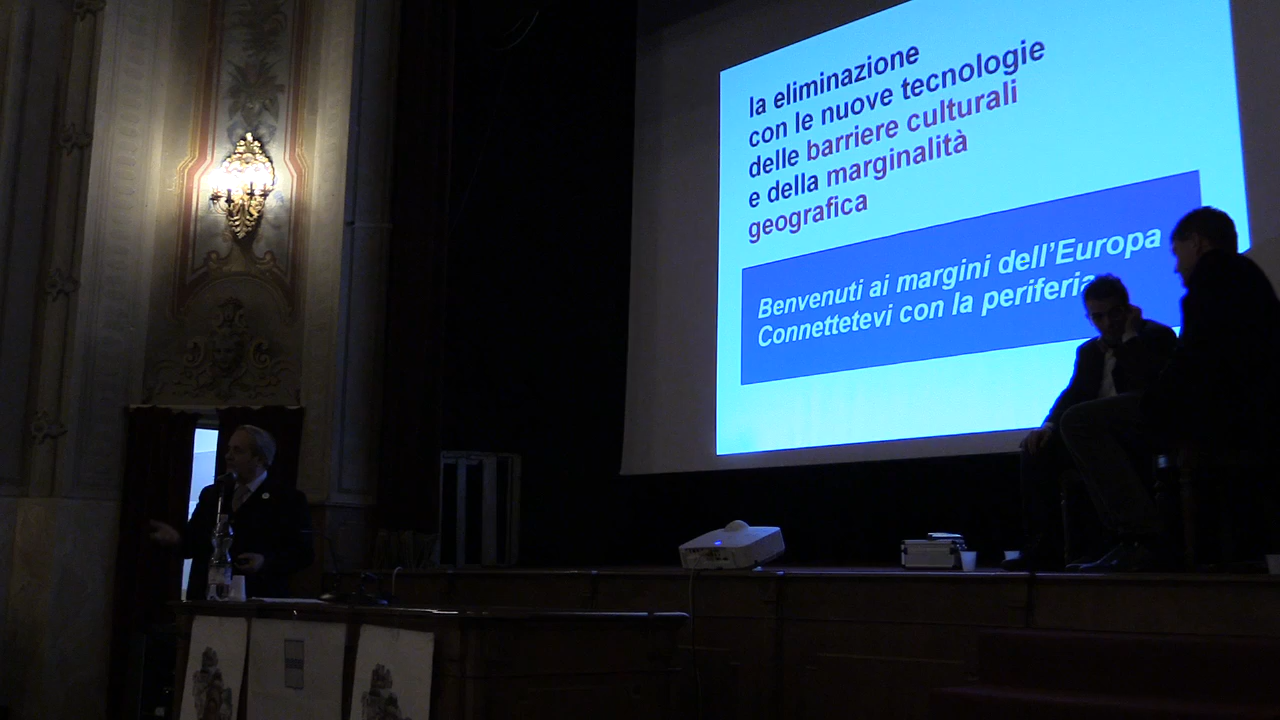 la eliminazione
con le nuove tecnologie
delle barriere culturali
e della marginalità
geografica
Benvenuti ai margini dell'Europa
Connettetevi con la periferia